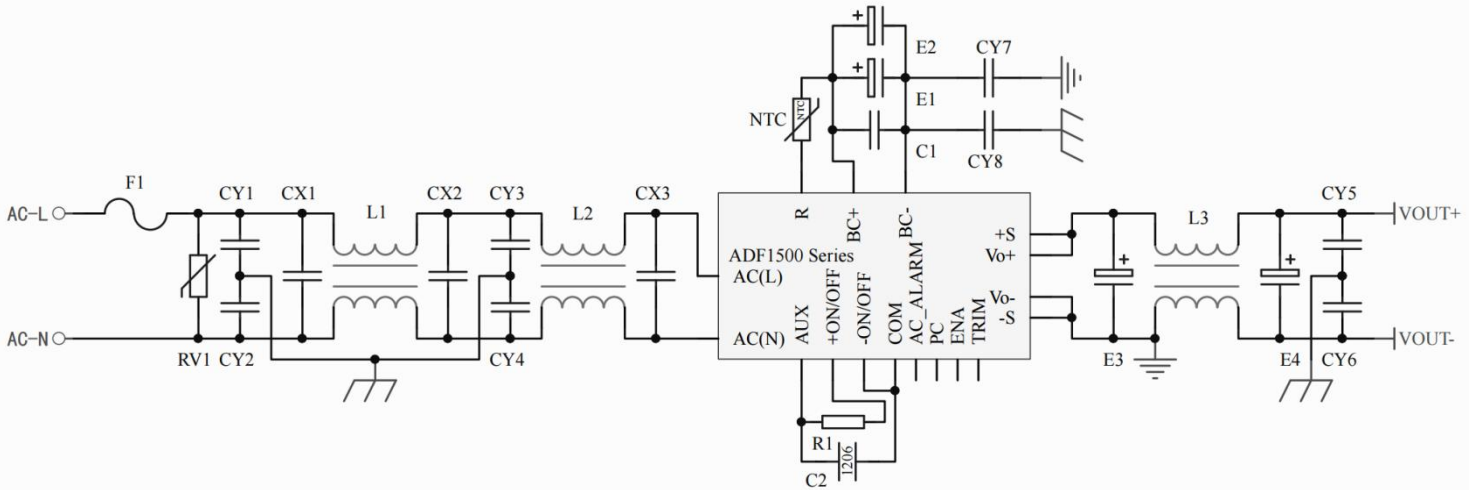 E2
CY7
E1
NTC
NTC
C1
CY8
F1
CY1
CX1
L1
CX2
CY3
L2
CX3
CY5
AC-L
VOUT+
R
BC+
BC-
L3
+S
Vo+
ADF1500 Series
AC(L)
Vo-
-S
AUX
+ON/OFF
-ON/OFF
COM
AC_ALARM
PC
ENA
TRIM
AC-N
AC(N)
VOUT-
RV1
CY2
CY4
E3
E4
CY6
R1
C2
1206